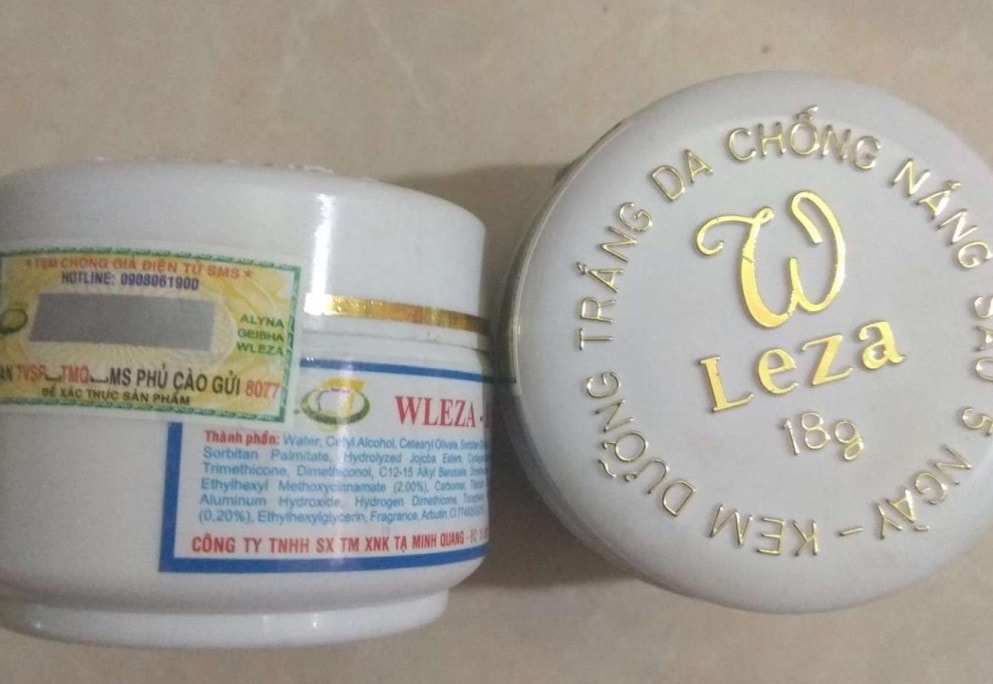 TEM CHỐNG GIẢ ĐIỆN TỬ SMS
HOTLINE: 0908061900
ALYNA
GEISHA
WLEZA
MS PHỦ CÀO GỬI 8077
ĐỂ XÁC THỰC SẢN PHẨM
WLEZA -
Thành phần: Water, Cetyl Alcohol, Cetearyl Olivate, Sorbitan
Sorbitan Palmitate, Hydrolyzed Jojoba Esters,
Trimethicone, Dimethiconol, C12-15 Alkyl Benzoate,
Ethylhexyl Methoxycinnamate (2.00%), Carbomer,
Aluminum Hydroxide, Hydrogen Dimethicone,
(0.20%), Ethylhexylglycerin, Fragrance, Arbutin,
CÔNG TY TNHH SX TM XNK TẠ MINH QUANG -
KEM DƯỠNG TRẮNG DA CHỐNG NẮNG SAU 5 NGÀY -
W
Leza
18g